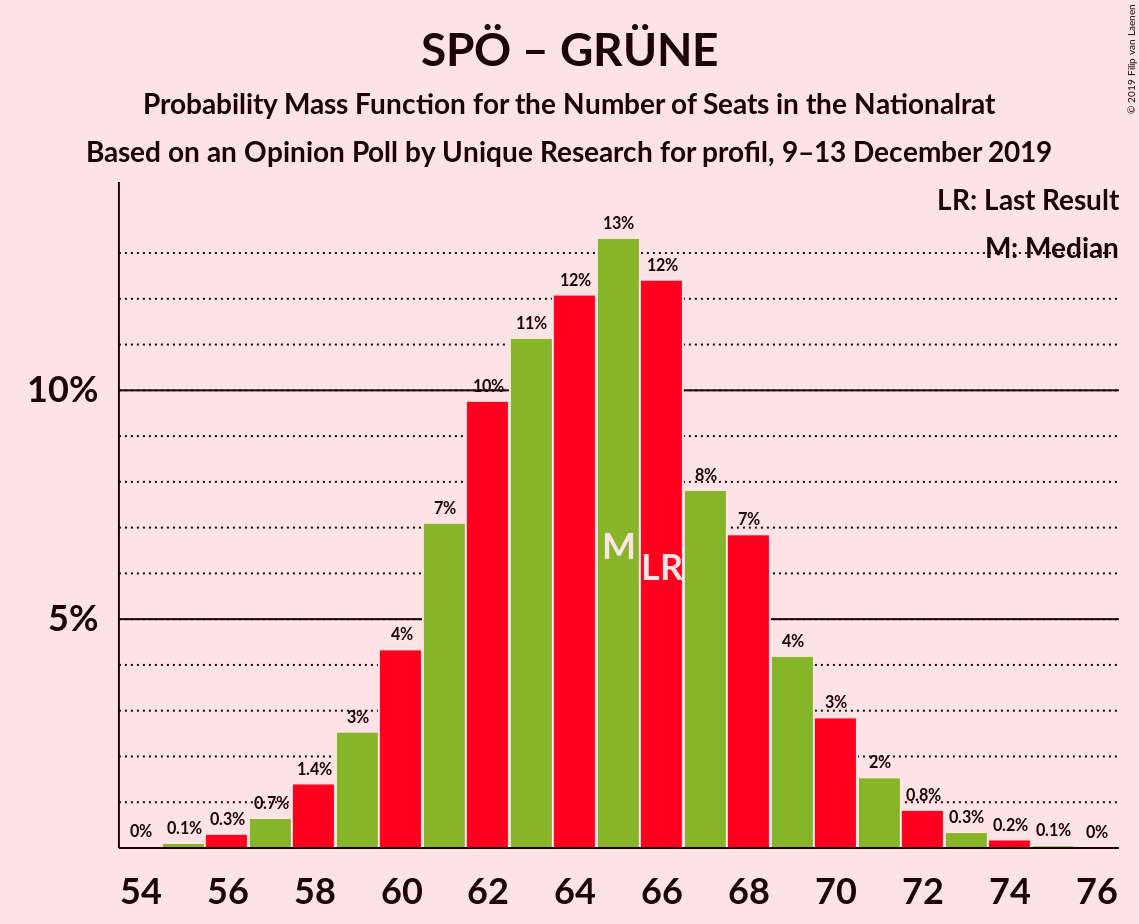 SPÖ – GRÜNE
Probability Mass Function for the Number of Seats in the Nationalrat
Based on an Opinion Poll by Unique Research for profil, 9–13 December 2019
© 2019 Filip van Laenen
LR: Last Result
M: Median
10%
5%
0%
0.1%
0.3%
0.7%
1.4%
3%
4%
7%
10%
11%
12%
13%
12%
8%
7%
4%
3%
2%
0.8%
0.3%
0.2%
0.1%
0%
M
LR
54 56 58 60 62 64 66 68 70 72 74 76